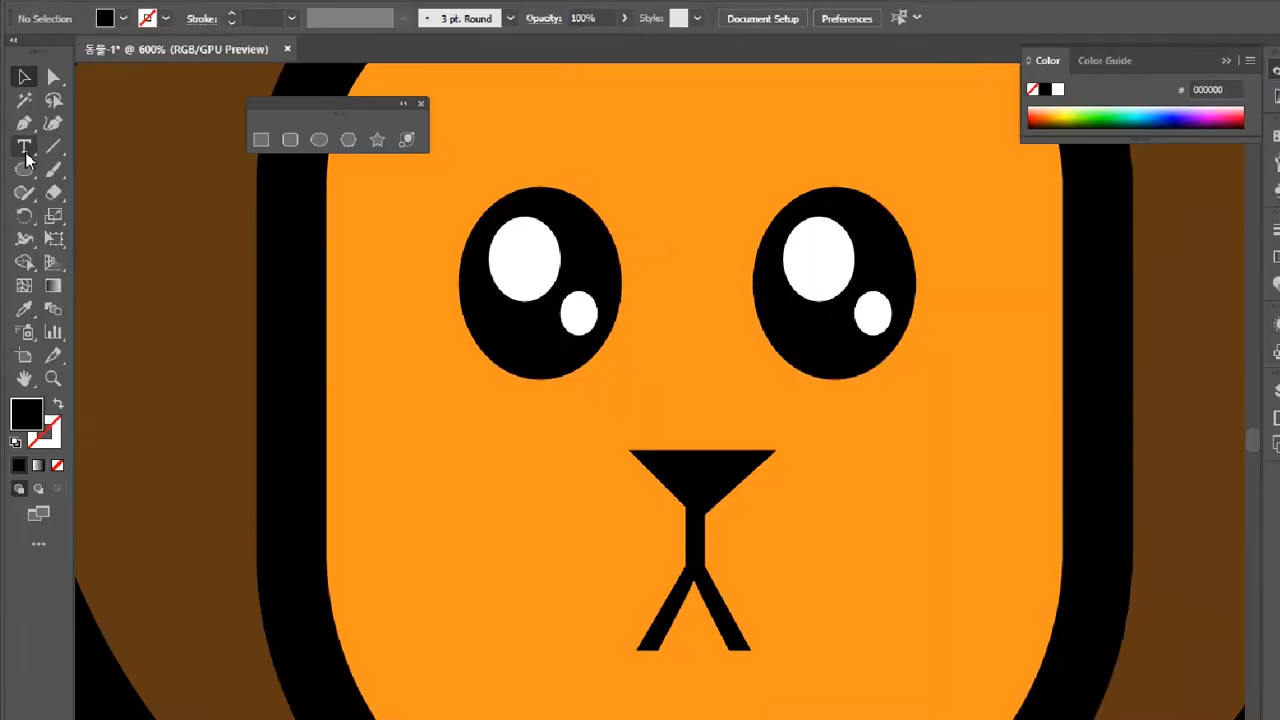 No Selection Stroke: 3 pt. Round Opacity: 100% Style: Document Setup Preferences
동물-1* @ 600% (RGB/GPU Preview) ×
Color Color Guide
# 000000